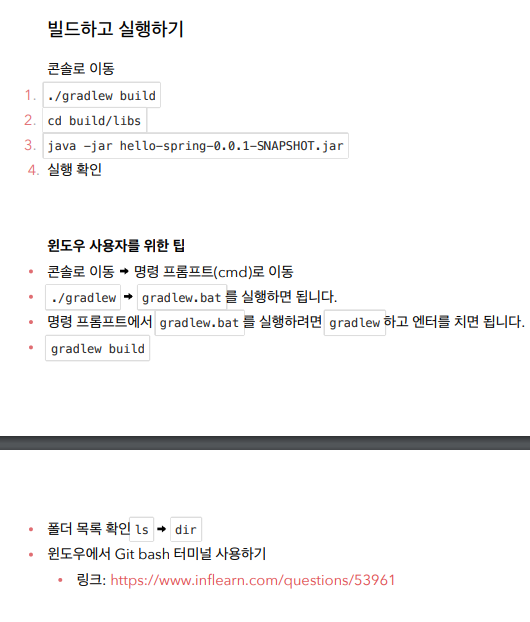 빌드하고 실행하기
콘솔로 이동
1. ./gradlew build
2. cd build/libs
3. java -jar hello-spring-0.0.1-SNAPSHOT.jar
4. 실행 확인
윈도우 사용자를 위한 팁
• 콘솔로 이동 ➡ 명령 프롬프트(cmd)로 이동
• ./gradlew ➡ gradlew.bat 를 실행하면 됩니다.
• 명령 프롬프트에서 gradlew.bat 를 실행하려면 gradlew 하고 엔터를 치면 됩니다.
• gradlew build
• 폴더 목록 확인 ls ➡ dir
• 윈도우에서 Git bash 터미널 사용하기
• 링크: https://www.inflearn.com/questions/53961